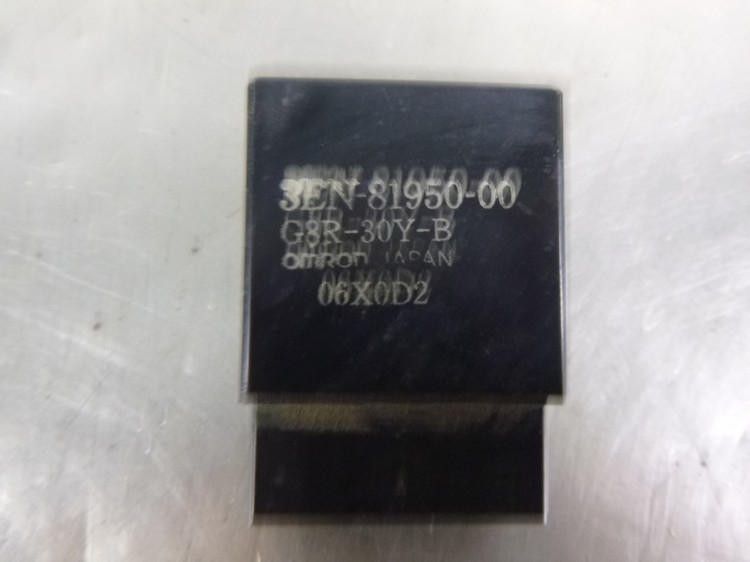 3EN-81950-00
G8R-30Y-B
omron JAPAN
06X0D2